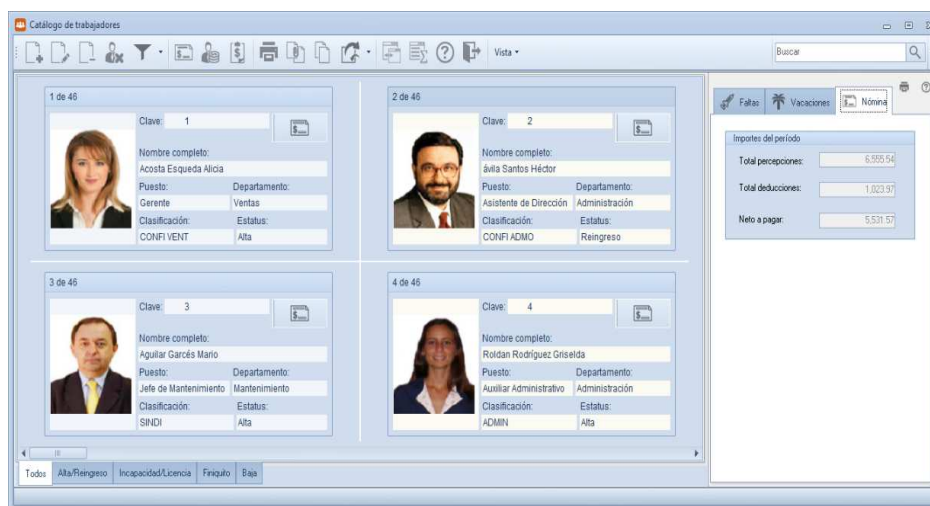 Catálogo de trabajadores
Vista
Buscar
1 de 46
Clave: 1
Nombre completo:
Acosta Esqueda Alicia
Puesto: Departamento:
Gerente Ventas
Clasificación: Estatus:
CONFI VENT Alta
2 de 46
Clave: 2
Nombre completo:
ávila Santos Héctor
Puesto: Departamento:
Asistente de Dirección Administración
Clasificación: Estatus:
CONFI ADMO Reingreso
3 de 46
Clave: 3
Nombre completo:
Aguilar Garcés Mario
Puesto: Departamento:
Jefe de Mantenimiento Mantenimiento
Clasificación: Estatus:
SINDI Alta
4 de 46
Clave: 4
Nombre completo:
Roldan Rodríguez Griselda
Puesto: Departamento:
Auxiliar Administrativo Administración
Clasificación: Estatus:
ADMIN Alta
Todos Alta/Reingreso Incapacidad/Licencia Finiquito Baja
Faltas Vacaciones Nómina
Importes del período
Total percepciones: 6,555.54
Total deducciones: 1,023.97
Neto a pagar: 5,531.57